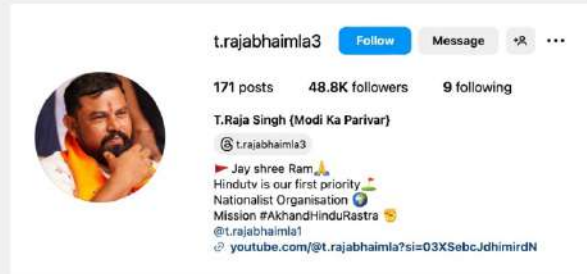 t.rajabhaimla3 Follow Message
171 posts 48.8K followers 9 following
T.Raja Singh {Modi Ka Parivar}
t.rajabhaimla3
Jay shree Ram🙏
Hindutv is our first priority⛳
Nationalist Organisation 🌍
Mission #AkhandHinduRastra ✊
@t.rajabhaimla1
youtube.com/@t.rajabhaimla?si=03XSebcJdhimirdN